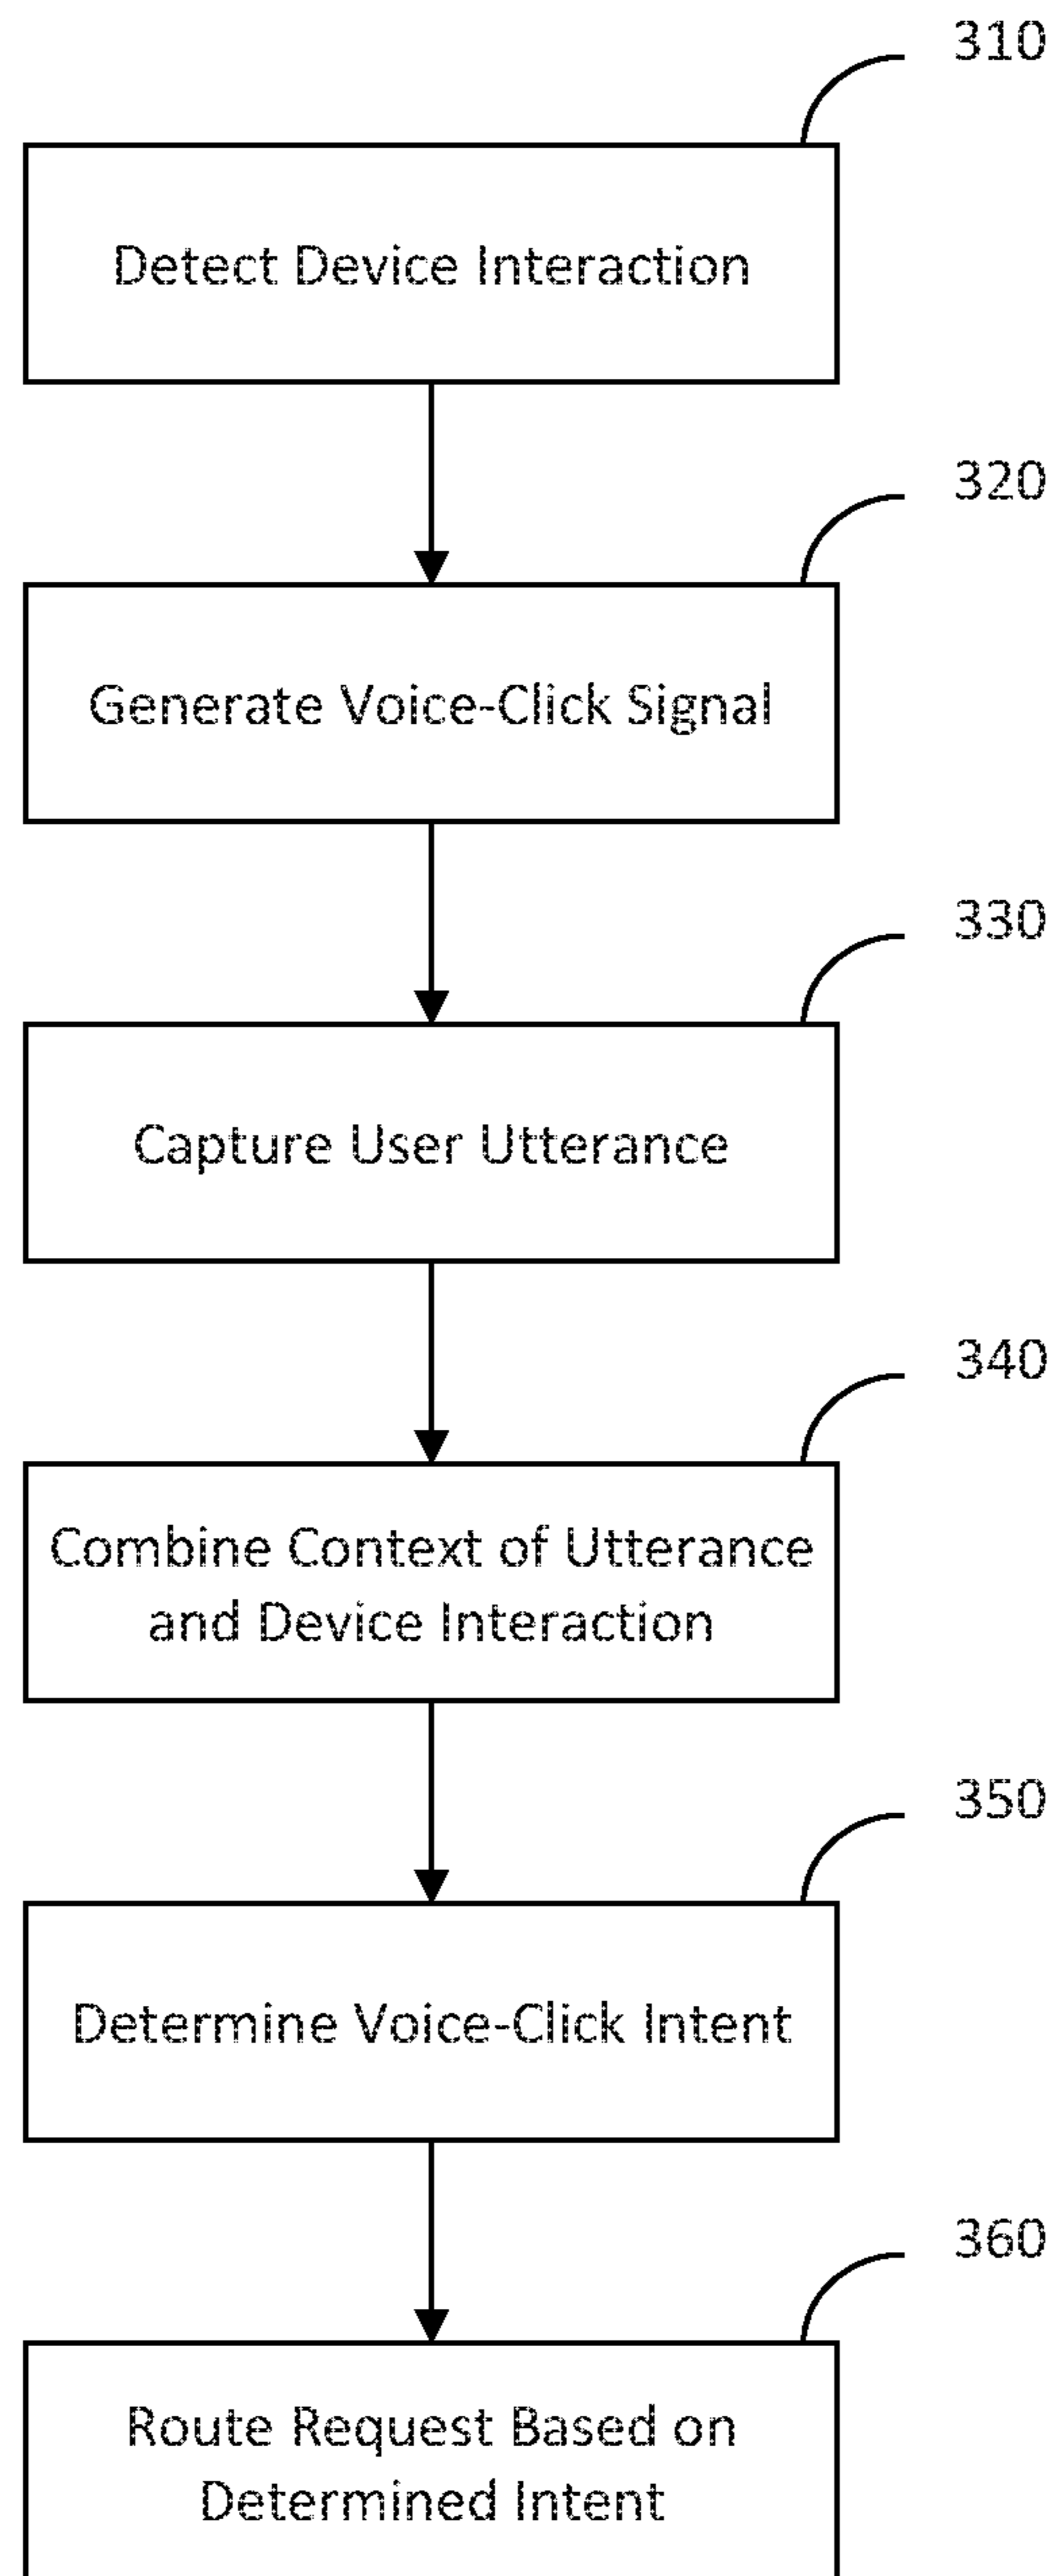 310
Detect Device Interaction
320
Generate Voice-Click Signal
330
Capture User Utterance
340
Combine Context of Utterance
and Device Interaction
350
Determine Voice-Click Intent
360
Route Request Based on
Determined Intent